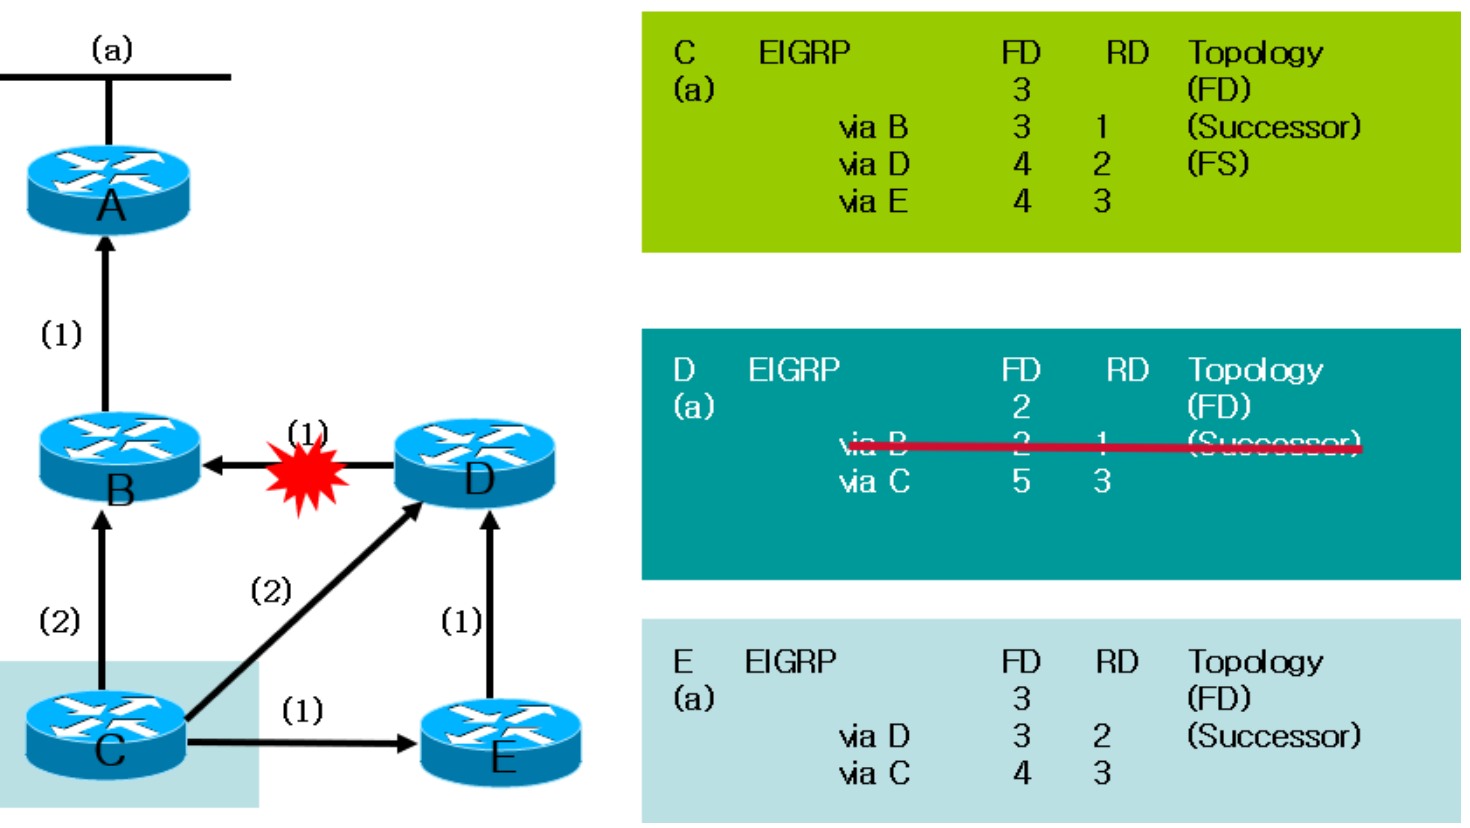 (a)
A
(1)
B
(1)
D
(2)
(2)
(1)
C
(1)
E
C EIGRP FD RD Topology
(a) 3 (FD)
via B 3 1 (Successor)
via D 4 2 (FS)
via E 4 3
D EIGRP FD RD Topology
(a) 2 (FD)
via B 2 1 (Successor)
via C 5 3
E EIGRP FD RD Topology
(a) 3 (FD)
via D 3 2 (Successor)
via C 4 3